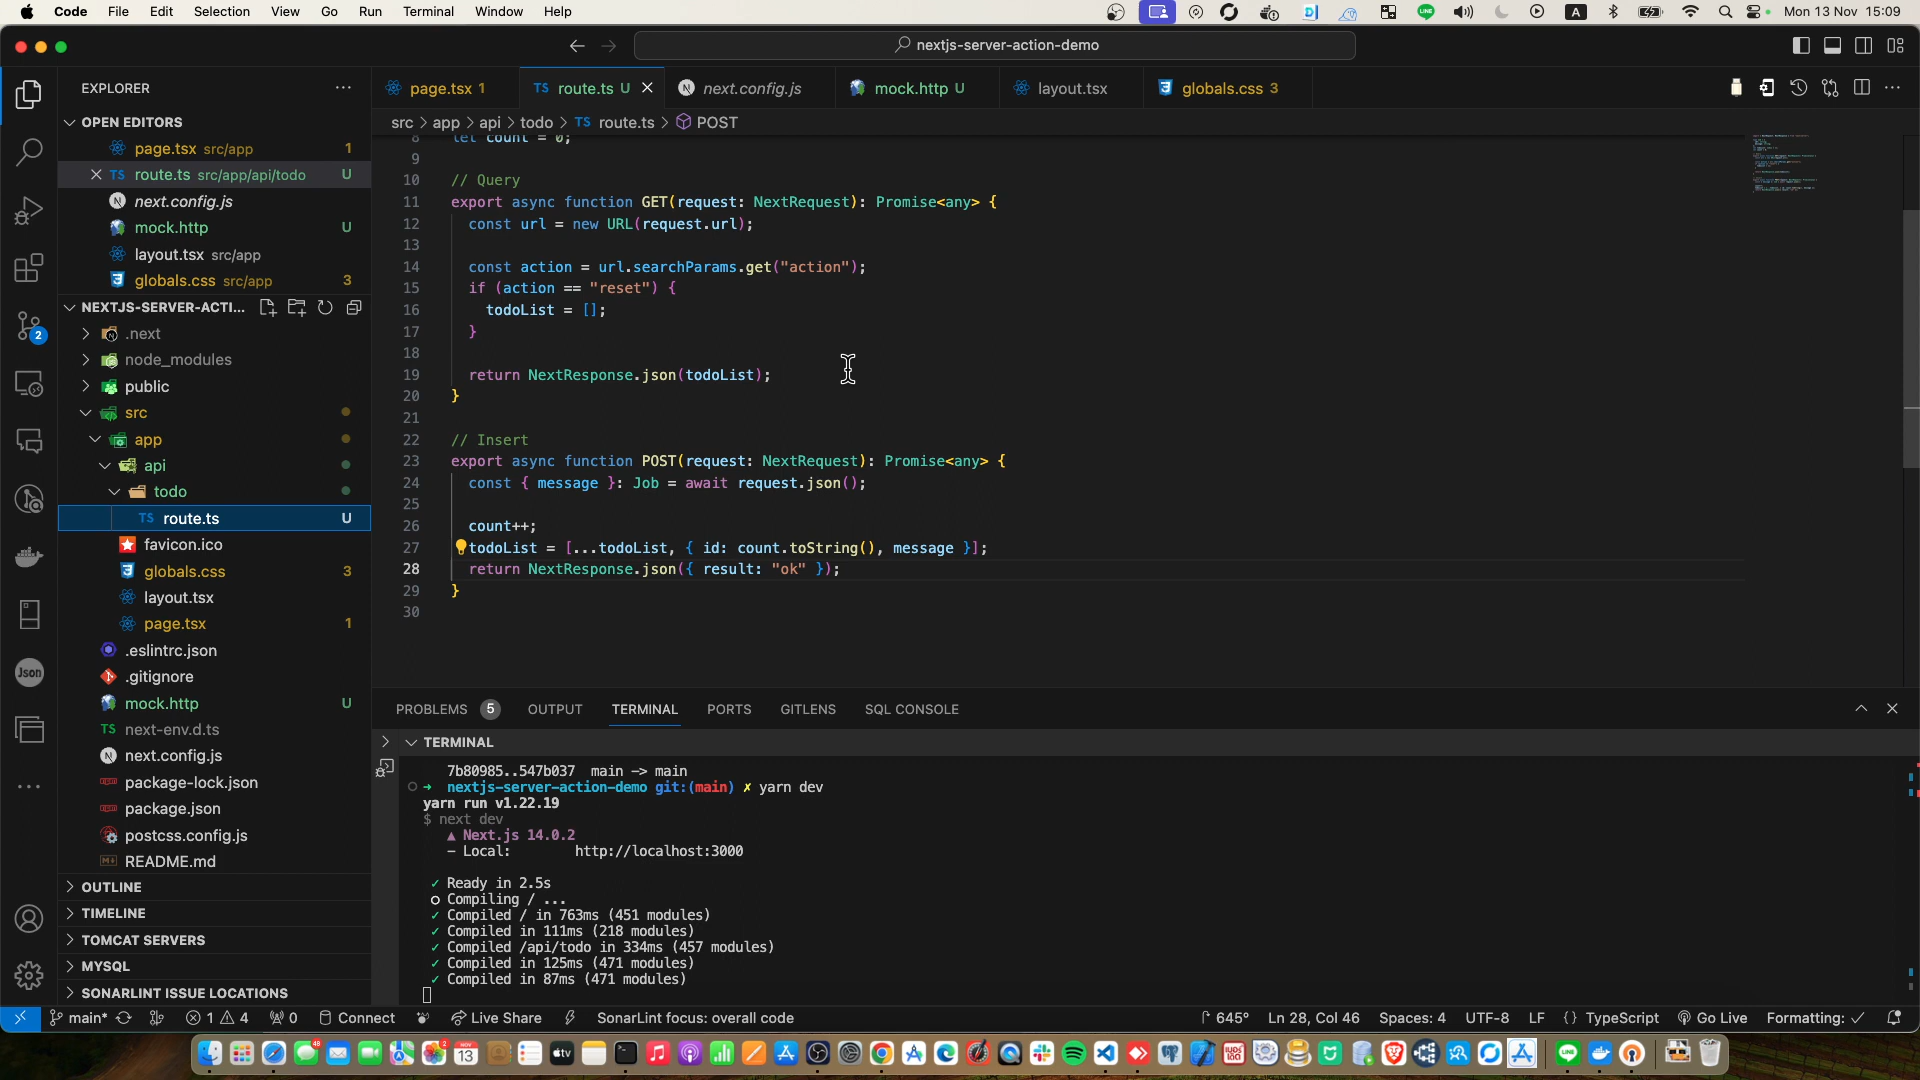 Code File Edit Selection View Go Run Terminal Window Help
A
Mon 13 Nov 15:09
nextjs-server-action-demo
EXPLORER
OPEN EDITORS
page.tsx src/app 1
TS route.ts src/app/api/todo U
next.config.js
mock.http U
layout.tsx src/app
globals.css src/app 3
NEXTJS-SERVER-ACTI...
.next
node_modules
public
src
app
api
todo
TS route.ts U
favicon.ico
globals.css 3
layout.tsx
page.tsx 1
.eslintrc.json
.gitignore
mock.http U
TS next-env.d.ts
next.config.js
package-lock.json
package.json
postcss.config.js
README.md
OUTLINE
TIMELINE
TOMCAT SERVERS
MYSQL
SONARLINT ISSUE LOCATIONS
2
Json
page.tsx 1
TS route.ts U
next.config.js
mock.http U
layout.tsx
globals.css 3
src > app > api > todo > TS route.ts > POST
8 let count = 0;
9
10 // Query
11 export async function GET(request: NextRequest): Promise<any> {
12 const url = new URL(request.url);
13
14 const action = url.searchParams.get("action");
15 if (action == "reset") {
16 todoList = [];
17 }
18
19 return NextResponse.json(todoList);
20 }
21
22 // Insert
23 export async function POST(request: NextRequest): Promise<any> {
24 const { message }: Job = await request.json();
25
26 count++;
27 todoList = [...todoList, { id: count.toString(), message }];
28 return NextResponse.json({ result: "ok" });
29 }
30
PROBLEMS 5 OUTPUT TERMINAL PORTS GITLENS SQL CONSOLE
TERMINAL
7b80985..547b037 main -> main
→ nextjs-server-action-demo git:(main) ✗ yarn dev
yarn run v1.22.19
$ next dev
▲ Next.js 14.0.2
- Local: http://localhost:3000
✓ Ready in 2.5s
○ Compiling / ...
✓ Compiled / in 763ms (451 modules)
✓ Compiled in 111ms (218 modules)
✓ Compiled /api/todo in 334ms (457 modules)
✓ Compiled in 125ms (471 modules)
✓ Compiled in 87ms (471 modules)
main* 1 4 0 Connect Live Share SonarLint focus: overall code
645° Ln 28, Col 46 Spaces: 4 UTF-8 LF {} TypeScript Go Live Formatting: ✓